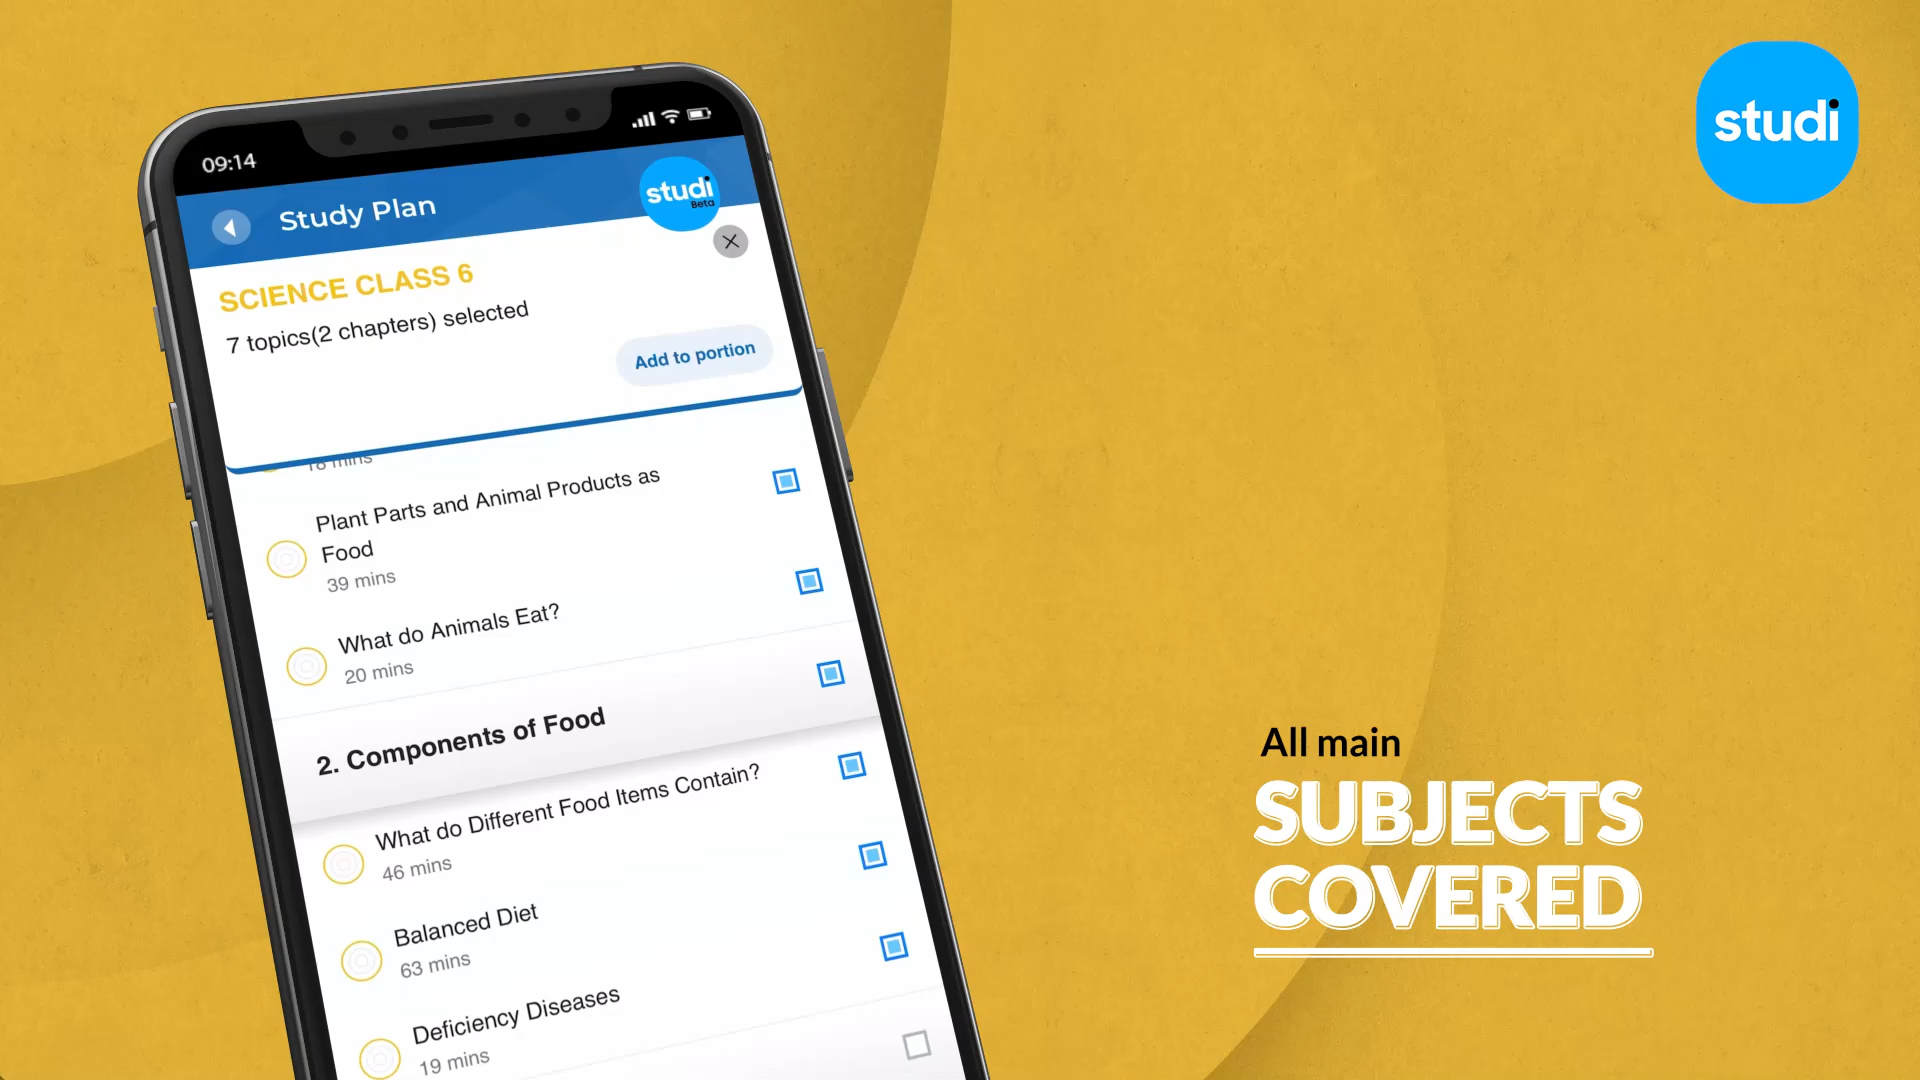 09:14
Study Plan
studi
Beta
SCIENCE CLASS 6
7 topics(2 chapters) selected
Add to portion
18 mins
Plant Parts and Animal Products as
Food
39 mins
What do Animals Eat?
20 mins
2. Components of Food
What do Different Food Items Contain?
46 mins
Balanced Diet
63 mins
Deficiency Diseases
19 mins
studi
All main
SUBJECTS
COVERED